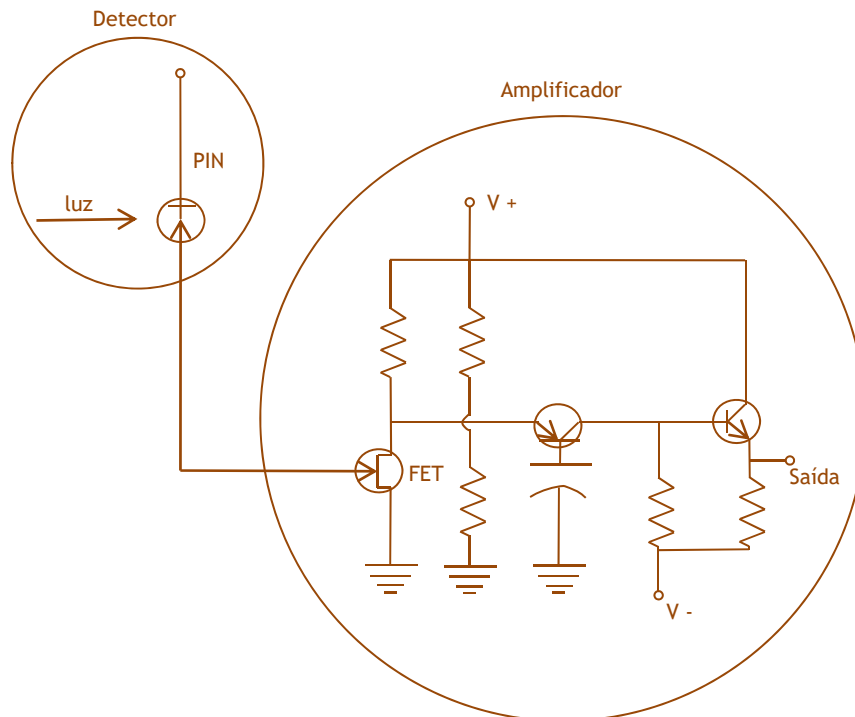 Detector
Amplificador
PIN
luz
V +
FET
Saída
V -